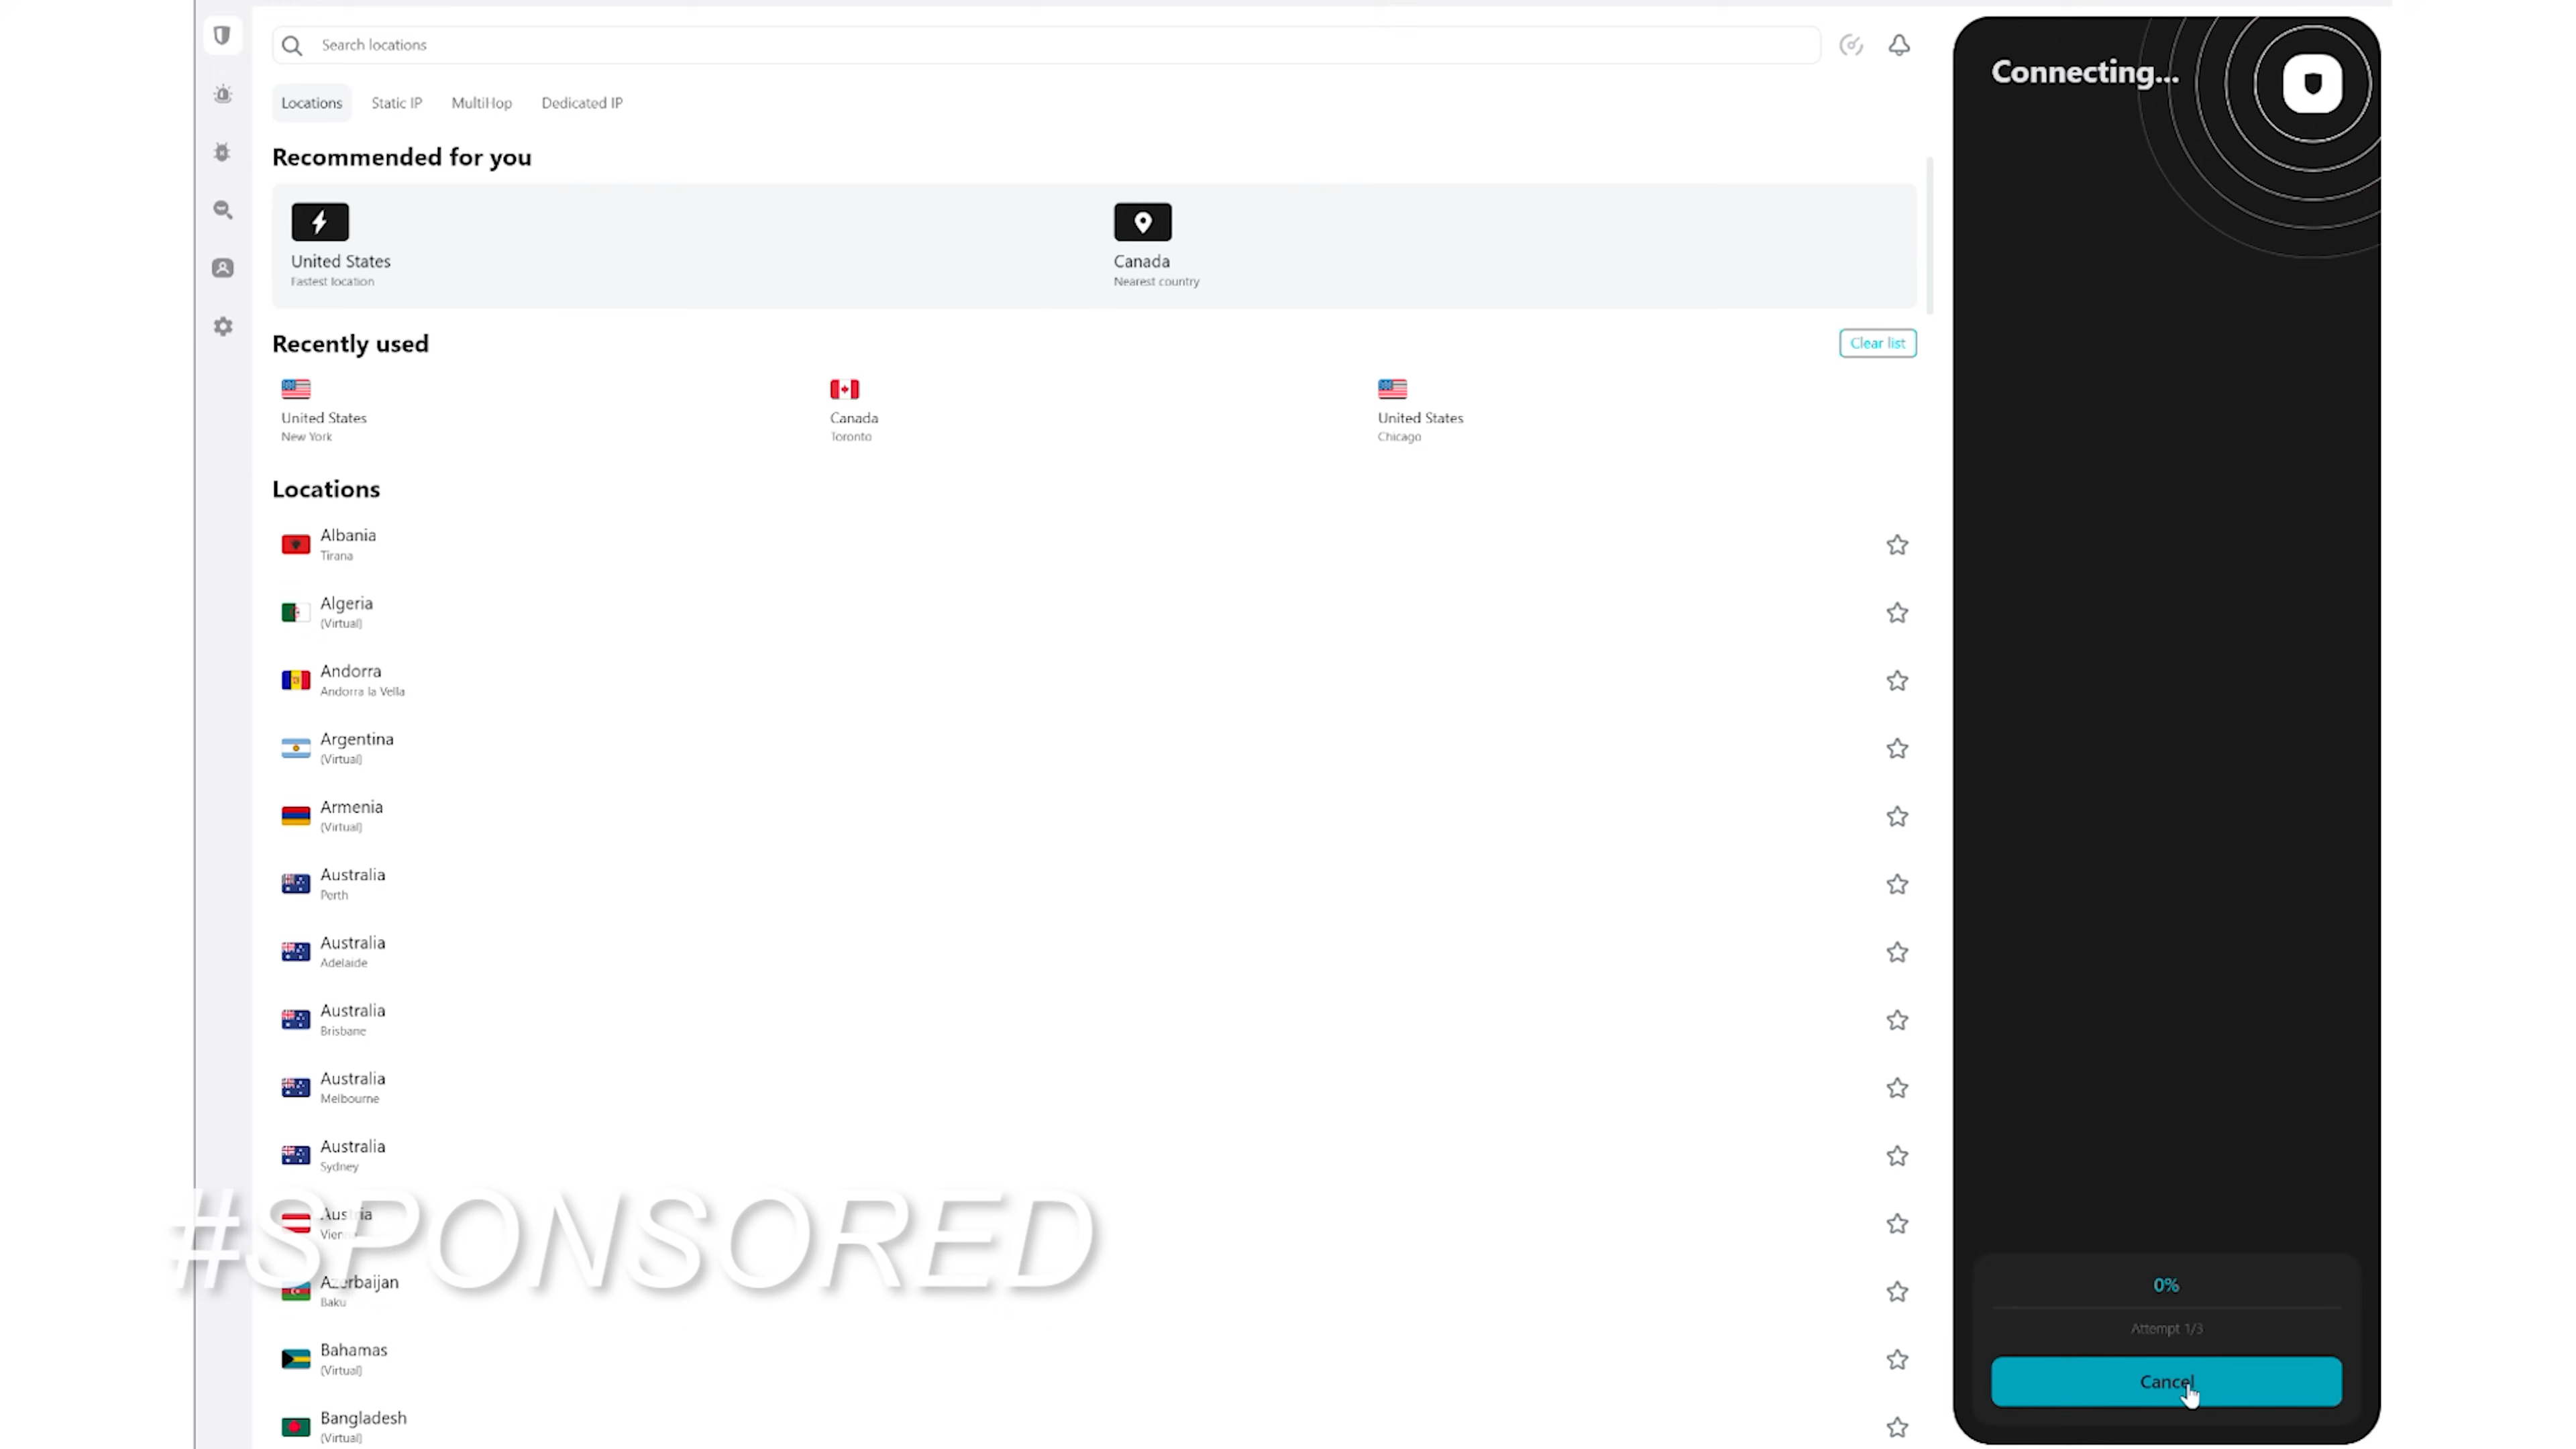 Search locations
Locations
Static IP
MultiHop
Dedicated IP
Recommended for you
United States
Fastest location
Canada
Nearest country
Recently used
Clear list
United States
New York
Canada
Toronto
United States
Chicago
Locations
Albania
Tirana
Algeria
(Virtual)
Andorra
Andorra la Vella
Argentina
(Virtual)
Armenia
(Virtual)
Australia
Perth
Australia
Adelaide
Australia
Brisbane
Australia
Melbourne
Australia
Sydney
Austria
#SPONSORED
Azerbaijan
Baku
Bahamas
(Virtual)
Bangladesh
(Virtual)
Connecting...
0%
Attempt 1/3
Cancel